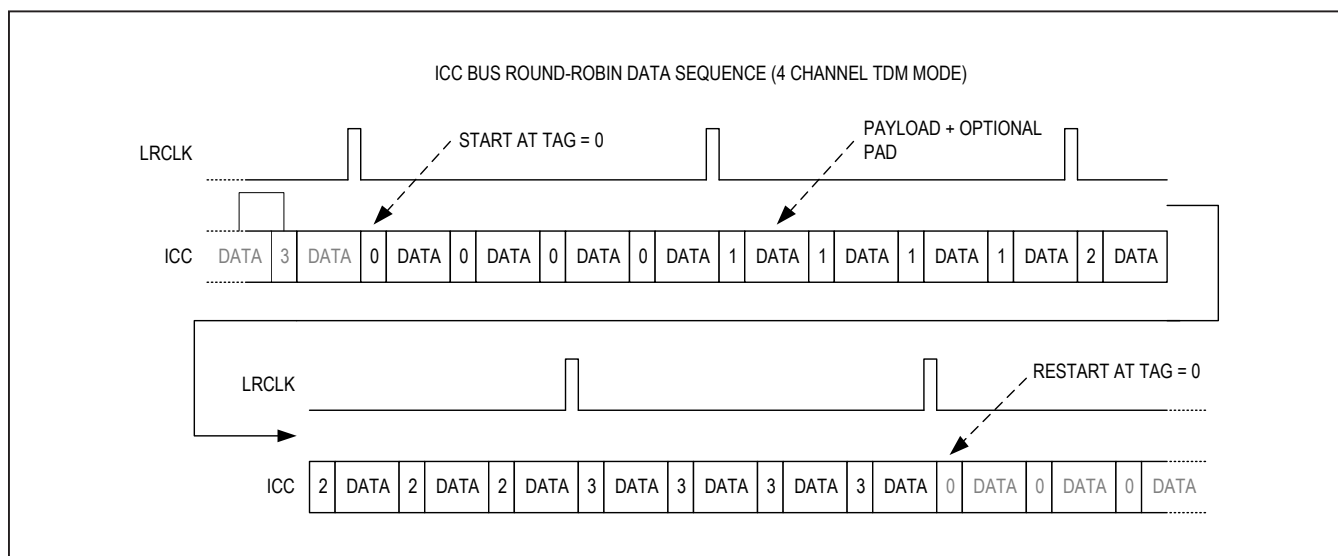 ICC BUS ROUND-ROBIN DATA SEQUENCE (4 CHANNEL TDM MODE)
START AT TAG = 0
PAYLOAD + OPTIONAL
PAD
LRCLK
ICC DATA 3 DATA 0 DATA 0 DATA 0 DATA 0 DATA 1 DATA 1 DATA 1 DATA 1 DATA 2 DATA
LRCLK
RESTART AT TAG = 0
ICC 2 DATA 2 DATA 2 DATA 3 DATA 3 DATA 3 DATA 3 DATA 0 DATA 0 DATA 0 DATA